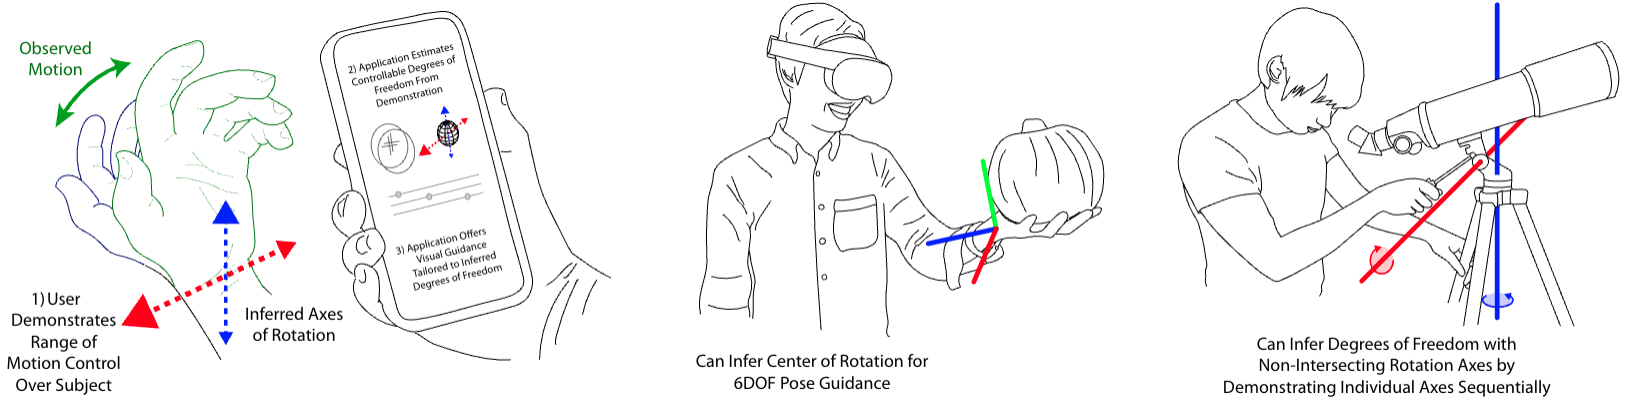 Observed
Motion
1) User
Demonstrates
Range of
Motion Control
Over Subject
Inferred Axes
of Rotation
2) Application Estimates
Controllable Degrees of
Freedom From
Demonstration
3) Application Offers
Visual Guidance
Tailored to Inferred
Degrees of Freedom
Can Infer Center of Rotation for
6DOF Pose Guidance
Can Infer Degrees of Freedom with
Non-Intersecting Rotation Axes by
Demonstrating Individual Axes Sequentially